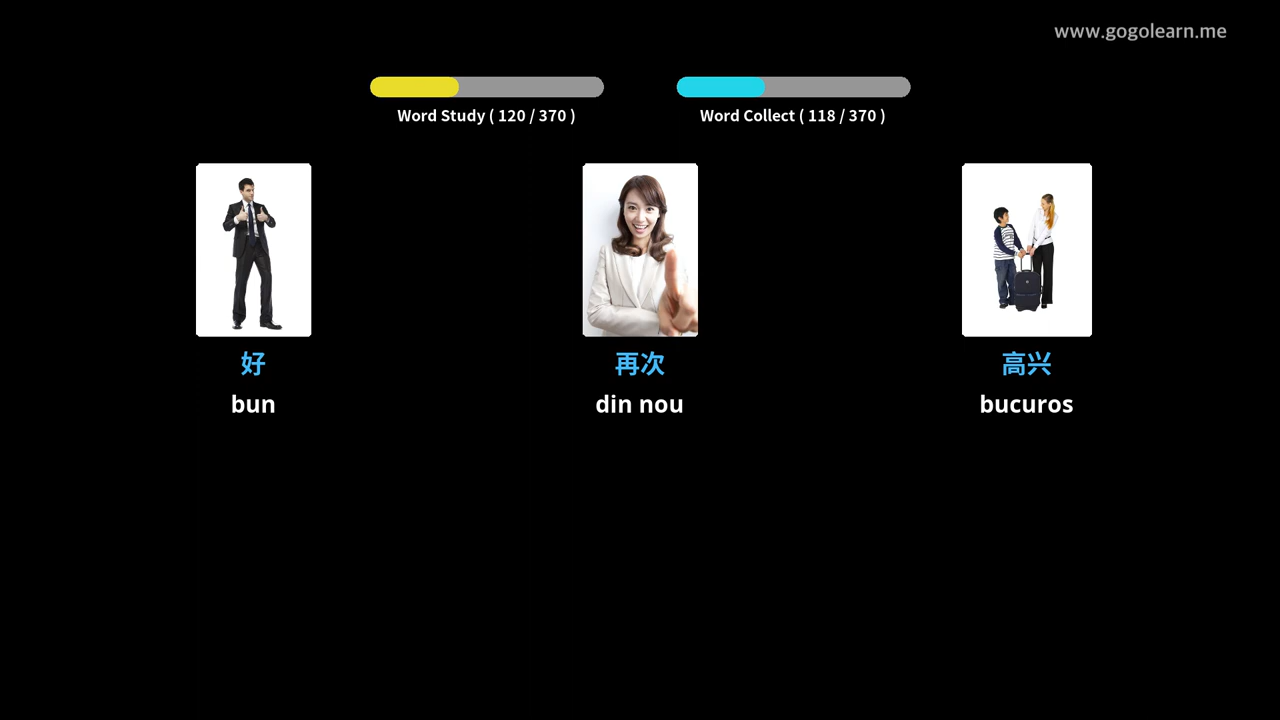 www.gogolearn.me
Word Study ( 120 / 370 )
Word Collect ( 118 / 370 )
好
再次
高兴
bun
din nou
bucuros